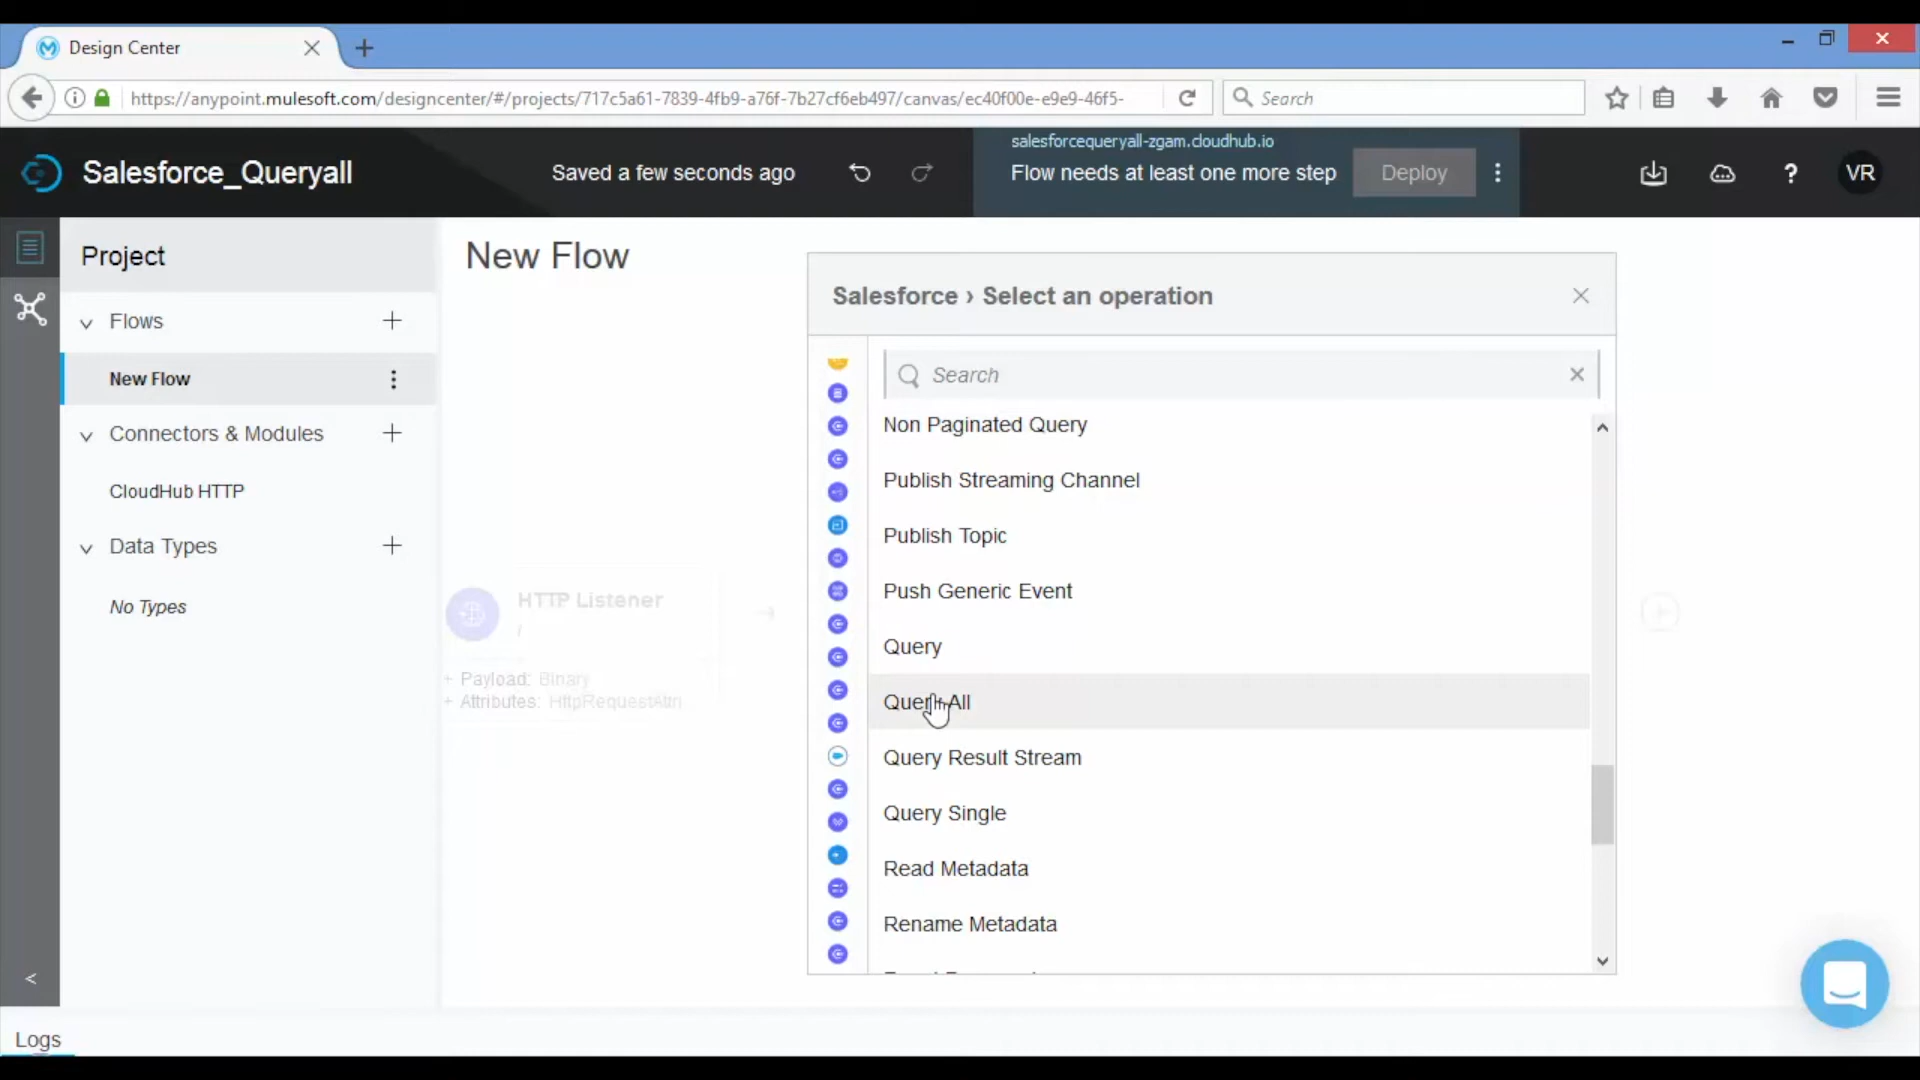 Design Center
https://anypoint.mulesoft.com/designcenter/#/projects/717c5a61-7839-4fb9-a76f-7b27cf6eb497/canvas/ec40f00e-e9e9-46f5-
Search
Salesforce_Queryall
Saved a few seconds ago
salesforcequeryall-zgam.cloudhub.io
Flow needs at least one more step
Deploy
?
VR
Project
New Flow
Flows
New Flow
Connectors & Modules
CloudHub HTTP
Data Types
No Types
HTTP Listener
/
+ Payload: Binary
+ Attributes: HttpRequestAttri
Salesforce › Select an operation
Search
Non Paginated Query
Publish Streaming Channel
Publish Topic
Push Generic Event
Query
Query All
Query Result Stream
Query Single
Read Metadata
Rename Metadata
<
Logs